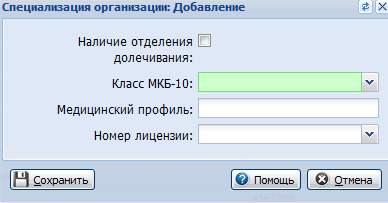 Специализация организации: Добавление
Наличие отделения
долечивания:
Класс МКБ-10:
Медицинский профиль:
Номер лицензии:
Сохранить Помощь Отмена